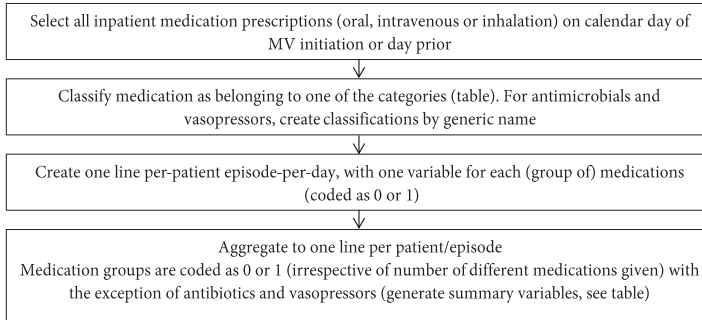 Select all inpatient medication prescriptions (oral, intravenous or inhalation) on calendar day of
MV initiation or day prior
Classify medication as belonging to one of the categories (table). For antimicrobials and
vasopressors, create classifications by generic name
Create one line per-patient episode-per-day, with one variable for each (group of) medications
(coded as 0 or 1)
Aggregate to one line per patient/episode
Medication groups are coded as 0 or 1 (irrespective of number of different medications given) with
the exception of antibiotics and vasopressors (generate summary variables, see table)